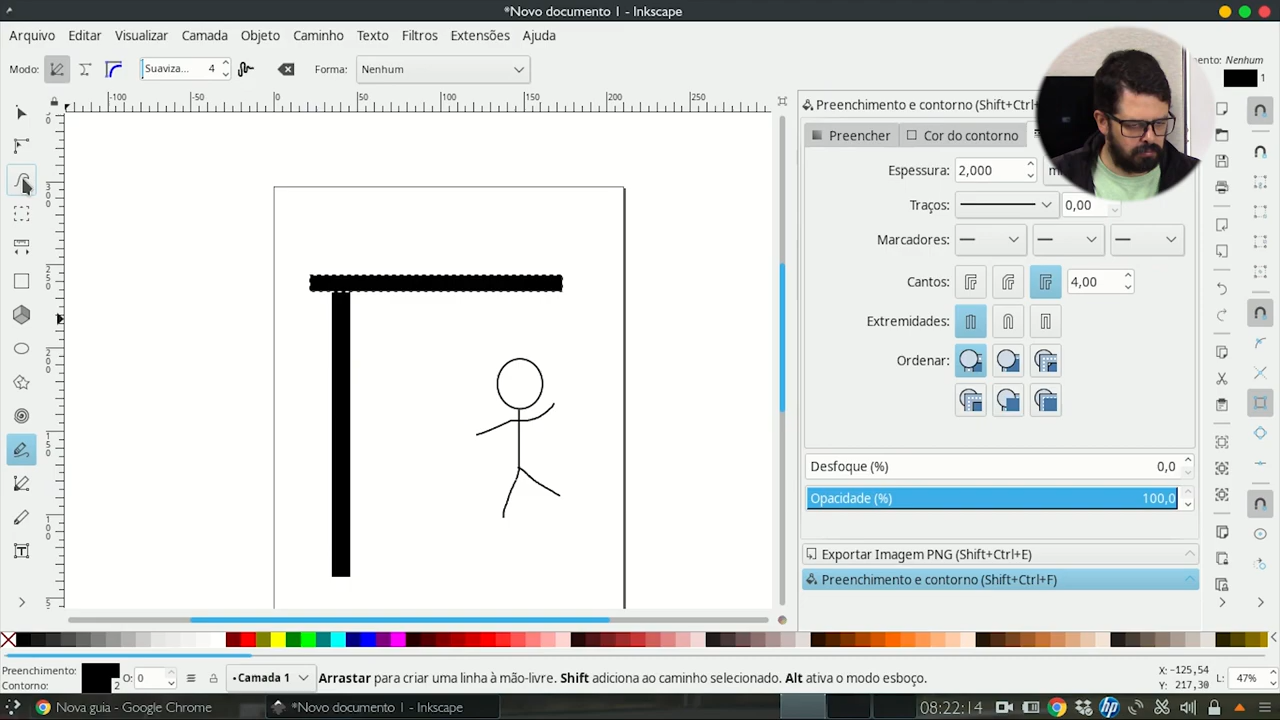 *Novo documento 1 - Inkscape
Arquivo Editar Visualizar Camada Objeto Caminho Texto Filtros Extensões Ajuda
Modo: Suaviza... 4 Forma: Nenhum
Nenhum
1
-100 -50 0 50 100 150 200 250
Preenchimento e contorno (Shift+Ctrl+
Preencher Cor do contorno
Espessura: 2,000
Traços: 0,00
Marcadores:
Cantos: 4,00
Extremidades:
Ordenar:
Desfoque (%) 0,0
Opacidade (%) 100,0
Exportar Imagem PNG (Shift+Ctrl+E)
Preenchimento e contorno (Shift+Ctrl+F)
Preenchimento:
Contorno: 2
O: 0
•Camada 1
Arrastar para criar uma linha à mão-livre. Shift adiciona ao caminho selecionado. Alt ativa o modo esboço.
X: -125,54
Y: 217,30
L: 47%
Nova guia - Google Chrome
*Novo documento 1 - Inkscape
08:22:14